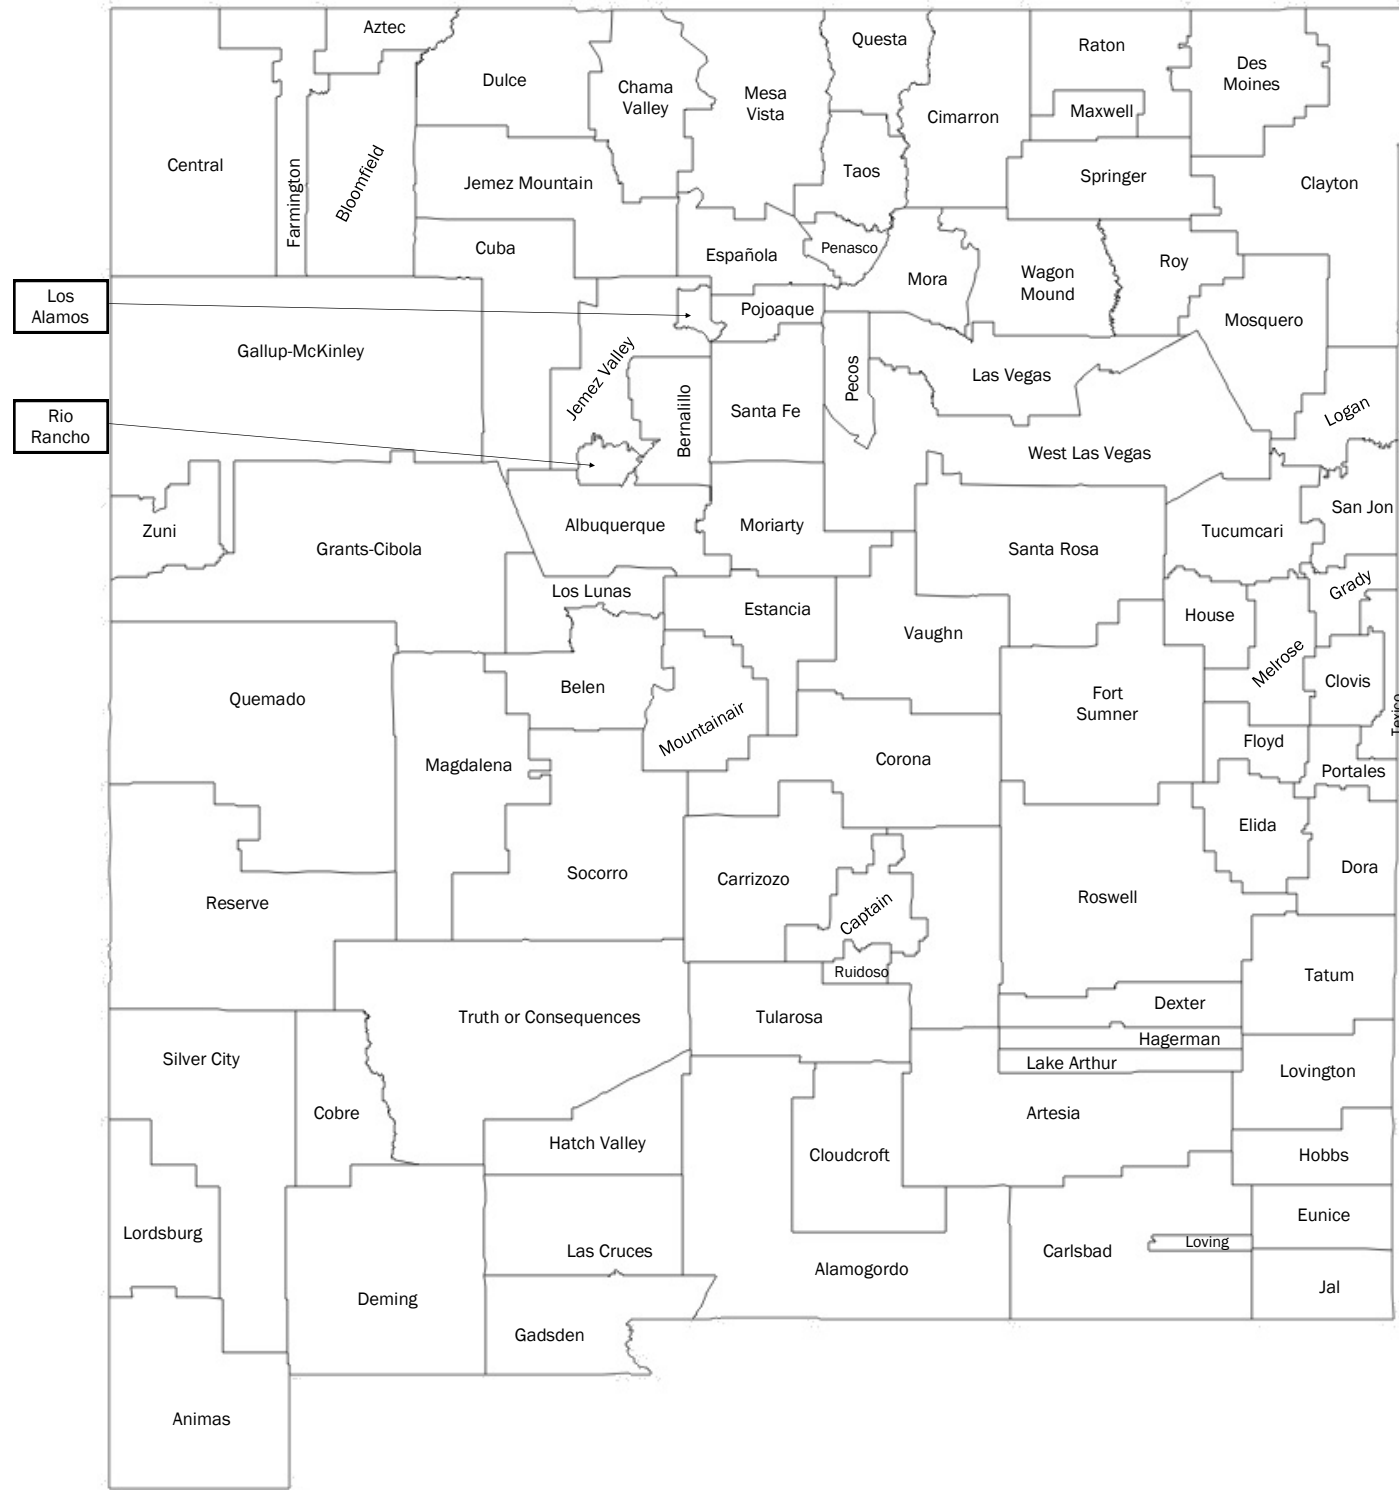 Aztec
Questa
Raton
Des
Moines
Dulce
Chama
Valley
Mesa
Vista
Cimarron
Maxwell
Central
Farmington
Bloomfield
Jemez Mountain
Taos
Springer
Clayton
Cuba
Española
Penasco
Mora
Wagon
Mound
Roy
Los
Alamos
Pojoaque
Mosquero
Gallup-McKinley
Jemez Valley
Bernalillo
Santa Fe
Pecos
Las Vegas
Logan
Rio
Rancho
West Las Vegas
Zuni
Grants-Cibola
Albuquerque
Moriarty
Santa Rosa
Tucumcari
San Jon
Los Lunas
Estancia
Vaughn
House
Grady
Quemado
Belen
Mountainair
Fort
Sumner
Melrose
Clovis
Texico
Magdalena
Corona
Floyd
Portales
Elida
Reserve
Socorro
Carrizozo
Captain
Roswell
Dora
Ruidoso
Tatum
Truth or Consequences
Tularosa
Dexter
Hagerman
Silver City
Lake Arthur
Lovington
Cobre
Artesia
Hatch Valley
Cloudcroft
Hobbs
Lordsburg
Las Cruces
Carlsbad
Loving
Eunice
Alamogordo
Deming
Jal
Gadsden
Animas